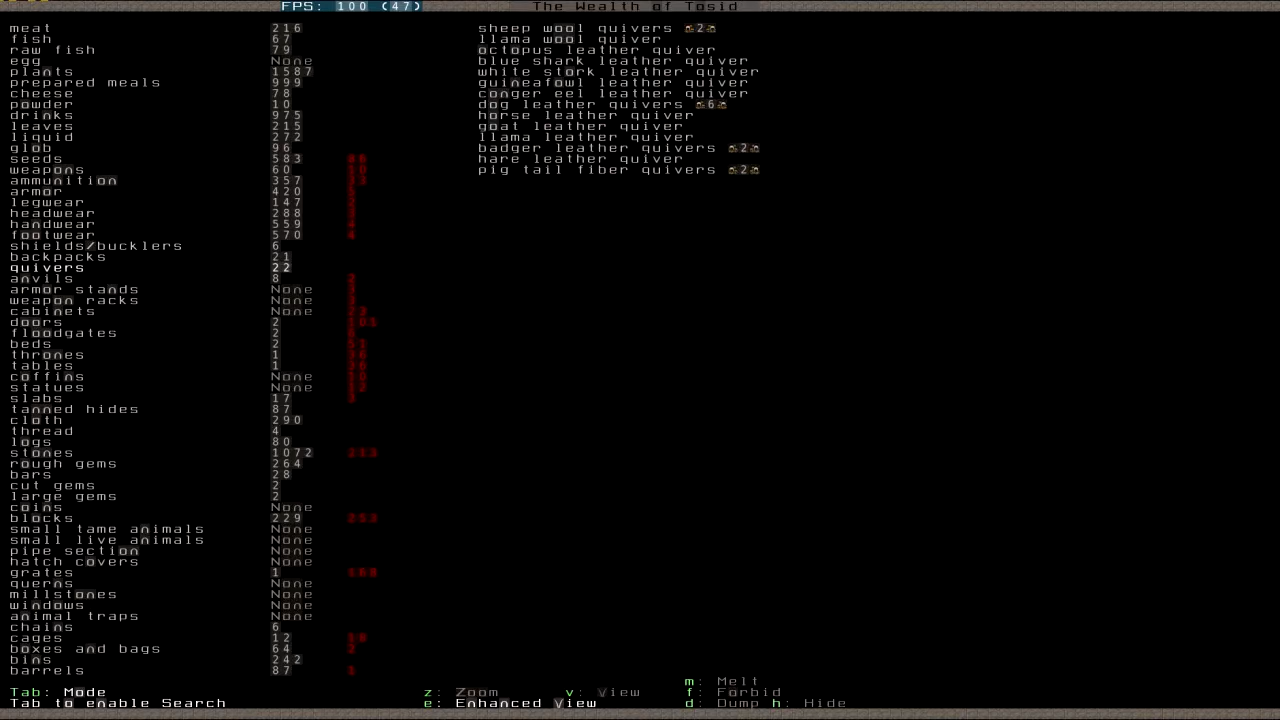 FPS: 100 (47) The Wealth of Tosid
meat 216 sheep wool quivers 2
fish 67 llama wool quiver
raw fish 79 octopus leather quiver
egg None blue shark leather quiver
plants 1587 white stork leather quiver
prepared meals 999 guineafowl leather quiver
cheese 78 conger eel leather quiver
powder 10 dog leather quivers 6
drinks 975 horse leather quiver
leaves 215 goat leather quiver
liquid 272 llama leather quiver
glob 96 badger leather quivers 2
seeds 583 hare leather quiver
weapons 60 pig tail fiber quivers 2
ammunition 357
armor 420
legwear 147
headwear 288
handwear 559
footwear 570 4
shields/bucklers 6
backpacks 21
quivers 22
anvils 8 2
armor stands None
weapon racks None
cabinets None 23
doors 2
floodgates 2
beds 2
thrones 1
tables 1
coffins None
statues None
slabs 17
tanned hides 87
cloth 290
thread 4
logs 80
stones 1072
rough gems 264
bars 28
cut gems 2
large gems 2
coins None
blocks 229
small tame animals None
small live animals None
pipe section None
hatch covers None
grates 1
querns None
millstones None
windows None
animal traps None
chains 6
cages 12
boxes and bags 64
bins 242
barrels 87 1
m: Melt
Tab: Mode z: Zoom v: View f: Forbid
Tab to enable Search e: Enhanced View d: Dump h: Hide